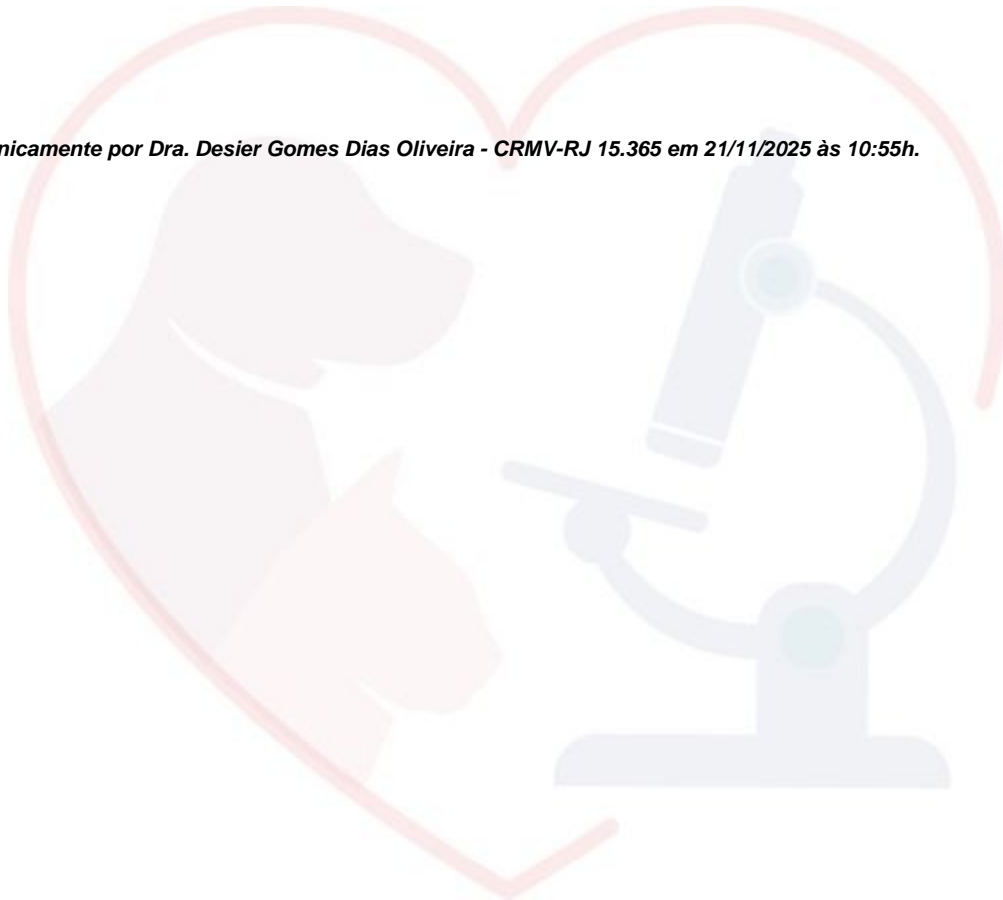 nicamente por Dra. Desier Gomes Dias Oliveira - CRMV-RJ 15.365 em 21/11/2025 às 10:55h.